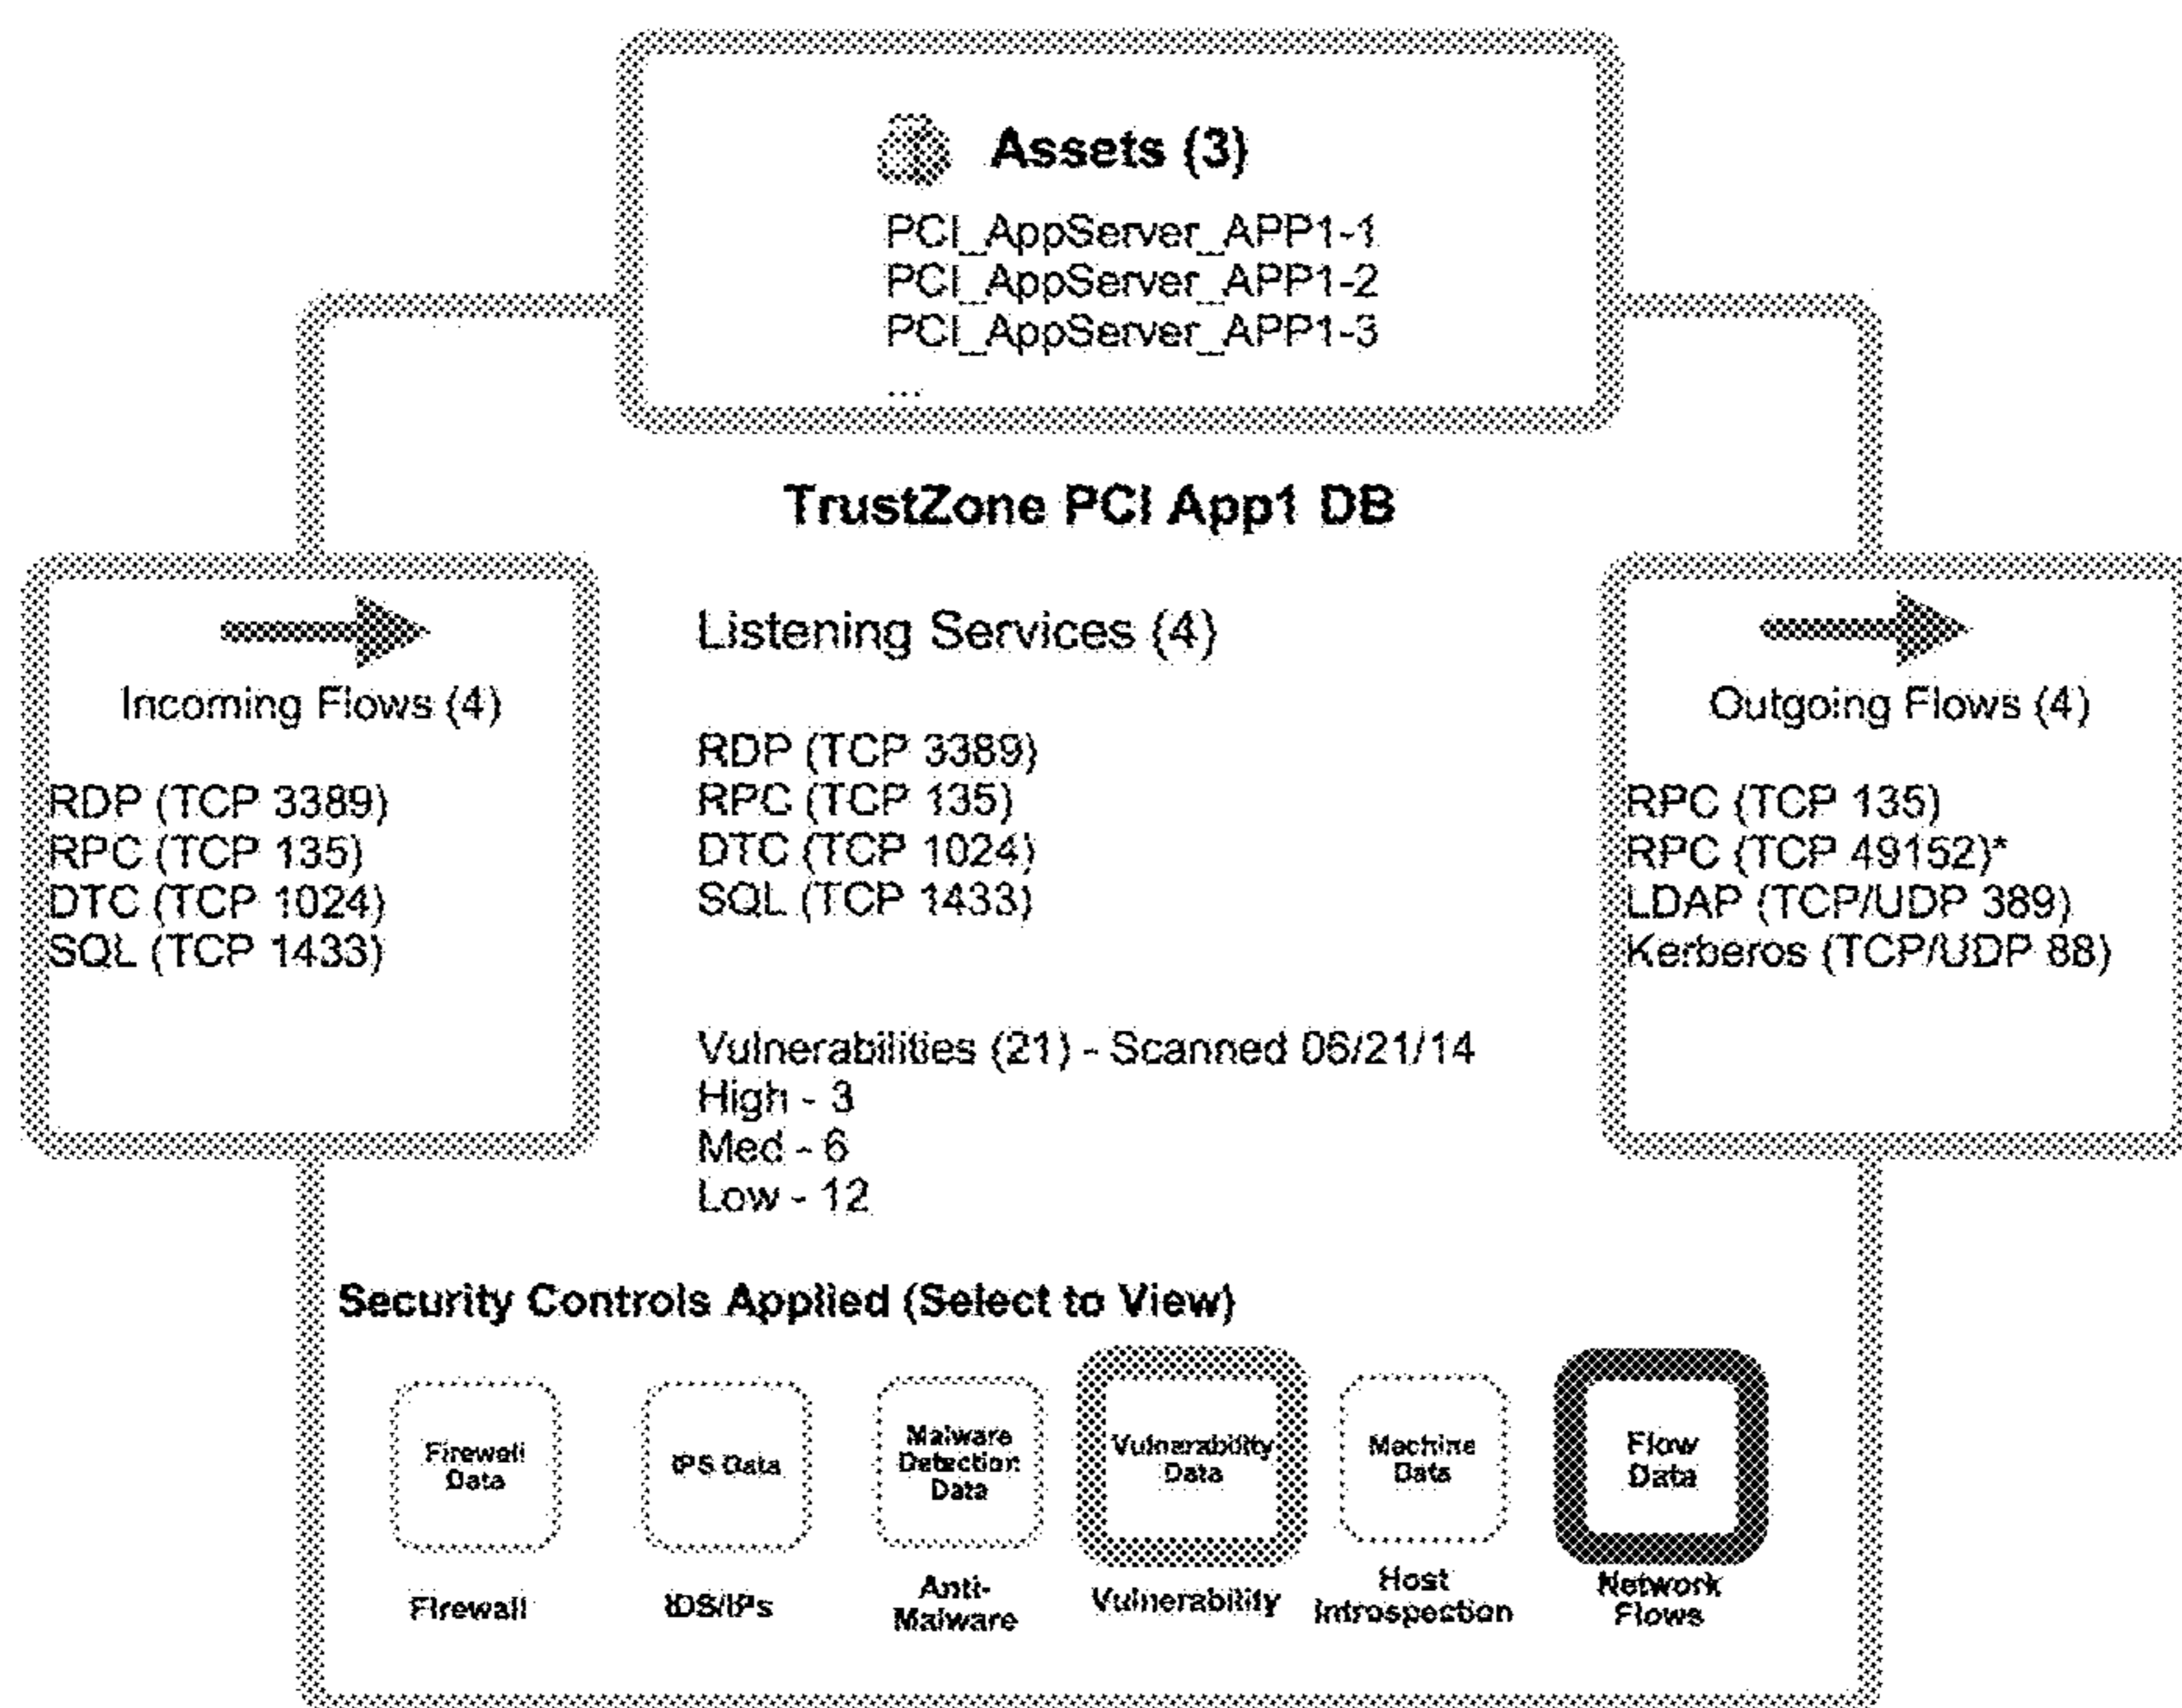 Assets (3)
PCI_AppServer_APP1-1
PCI_AppServer_APP1-2
PCI_AppServer_APP1-3
...
TrustZone PCI App1 DB
Incoming Flows (4)
RDP (TCP 3389)
RPC (TCP 135)
DTC (TCP 1024)
SQL (TCP 1433)
Listening Services (4)
RDP (TCP 3389)
RPC (TCP 135)
DTC (TCP 1024)
SQL (TCP 1433)
Outgoing Flows (4)
RPC (TCP 135)
RPC (TCP 49152)*
LDAP (TCP/UDP 389)
Kerberos (TCP/UDP 88)
Vulnerabilities (21) - Scanned 06/21/14
High - 3
Med - 6
Low - 12
Security Controls Applied (Select to View)
Firewall
Data
IPS Data
Malware
Detection
Data
Vulnerability
Data
Machine
Data
Flow
Data
Firewall
IDS/IPs
Anti-
Malware
Vulnerability
Host
Introspection
Network
Flows